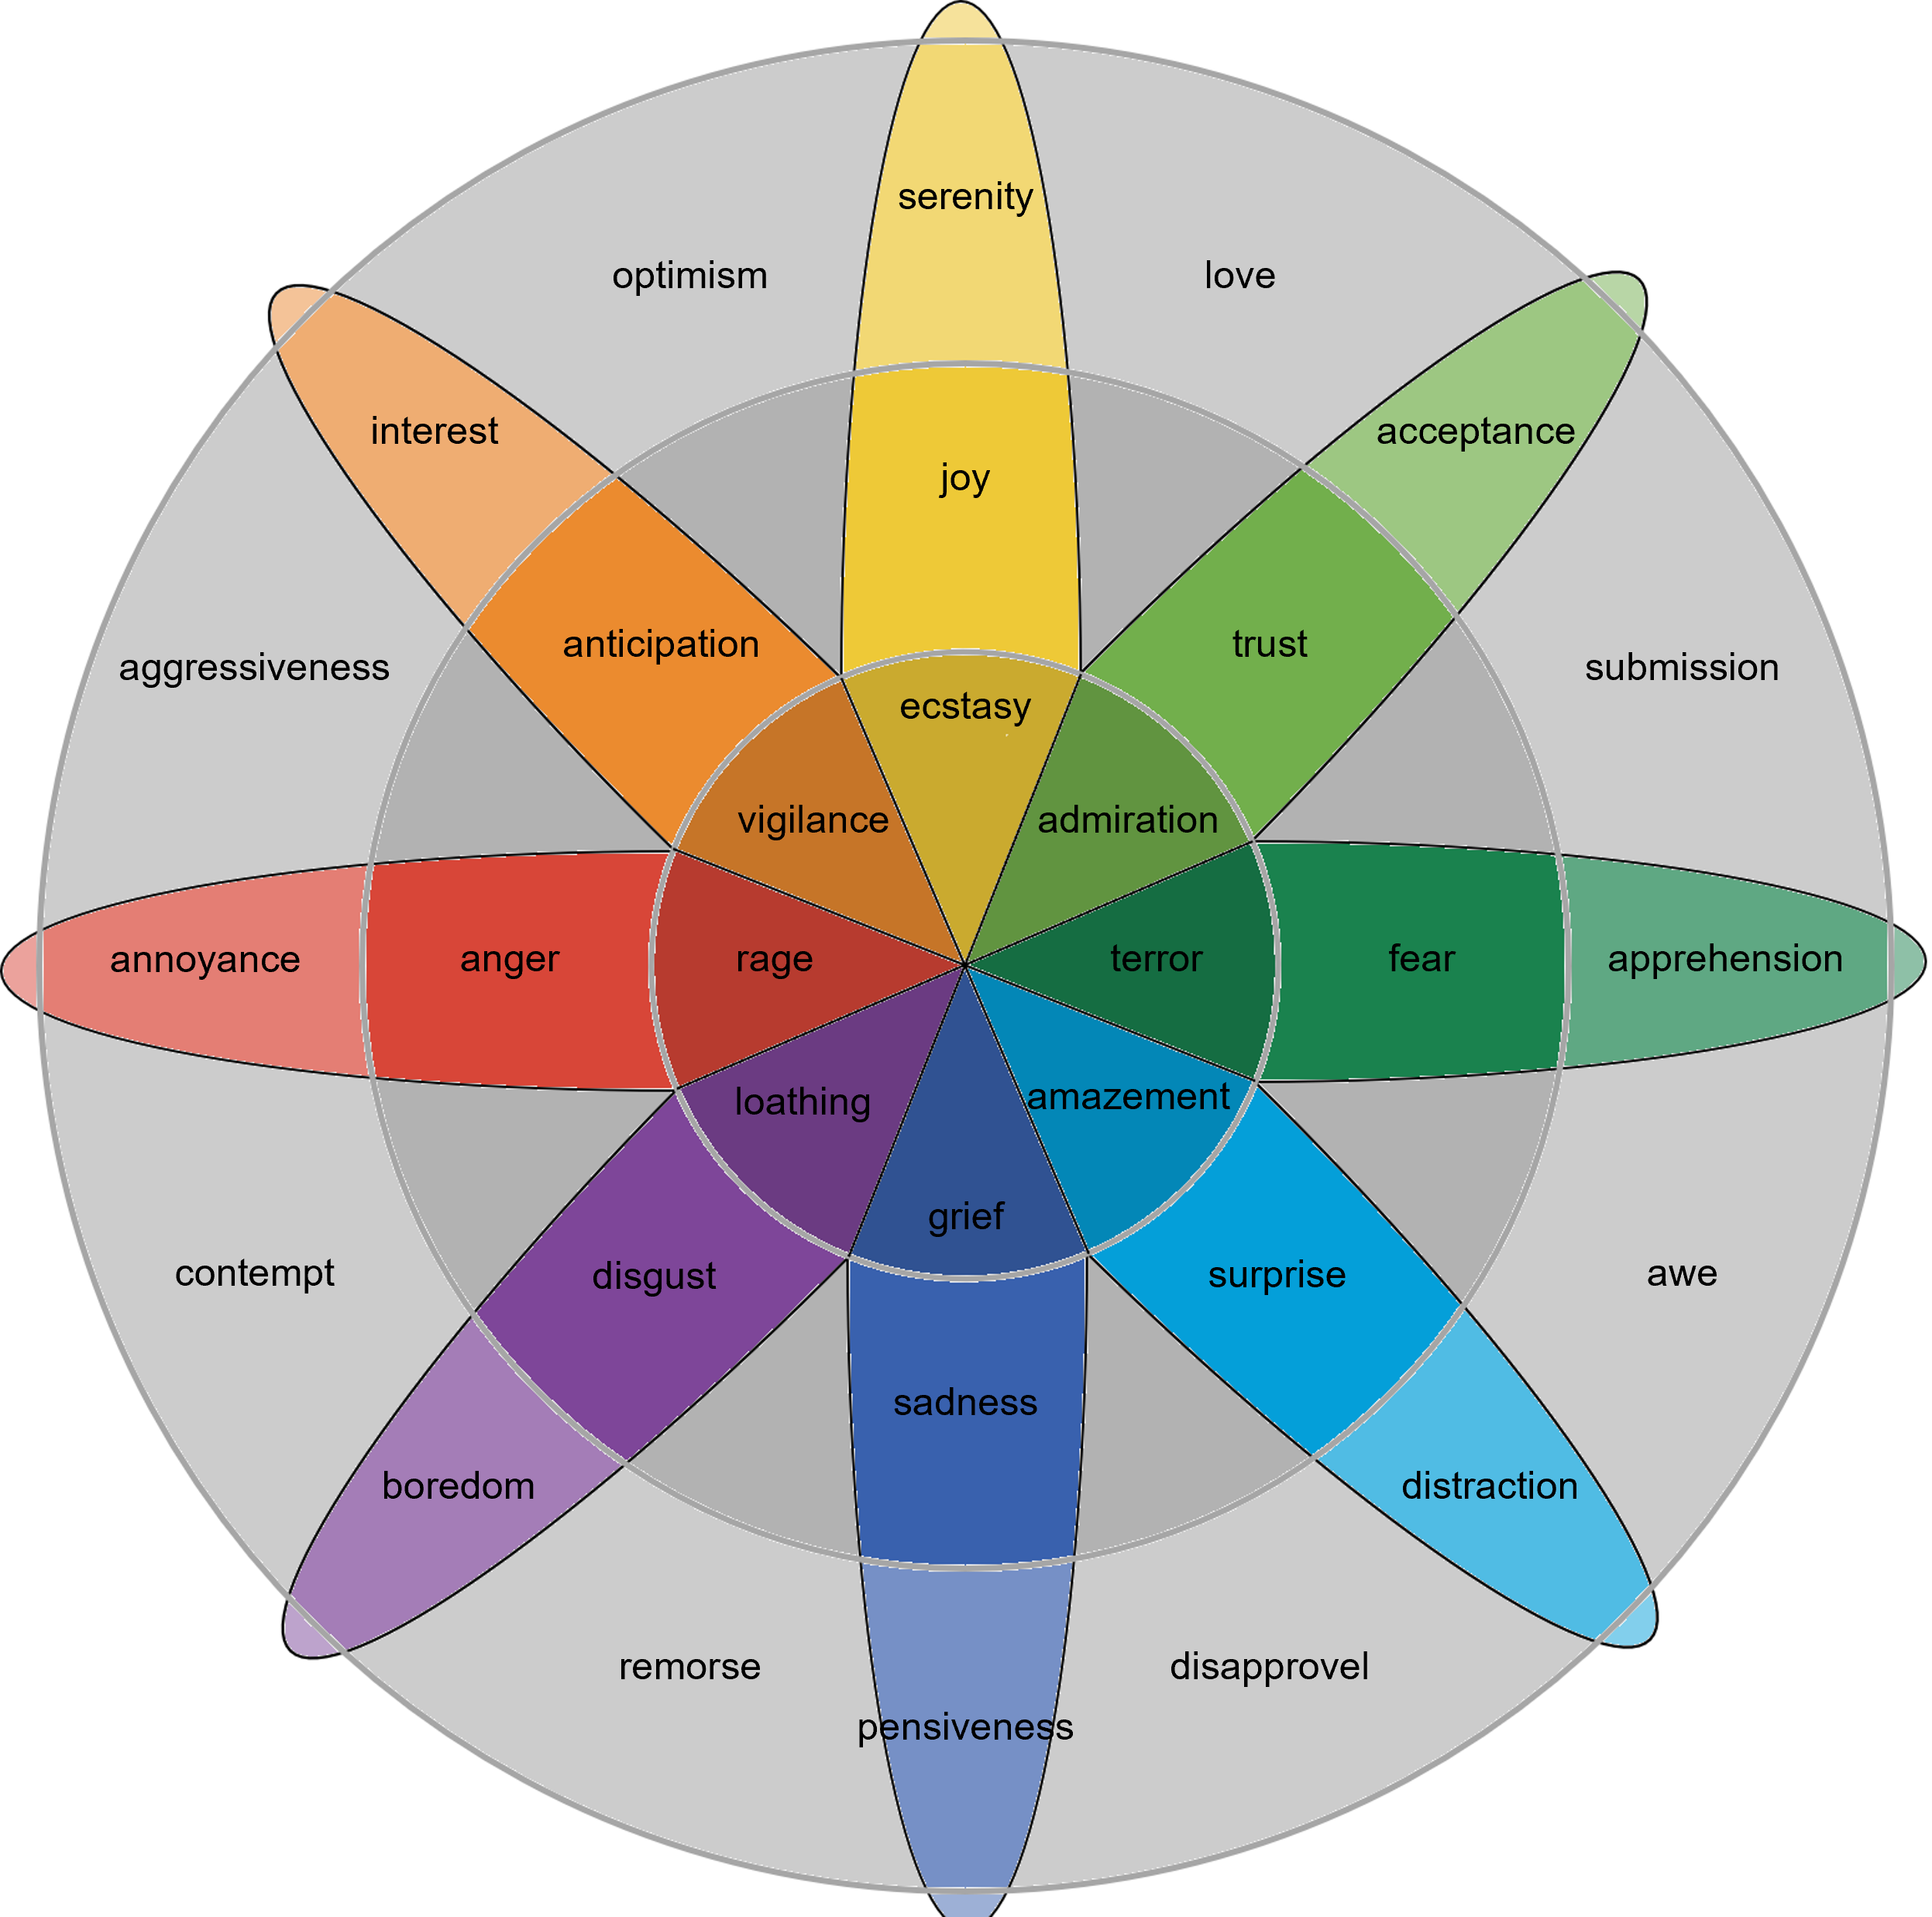 serenity
optimism
love
interest
acceptance
joy
anticipation
trust
aggressiveness
submission
ecstasy
vigilance
admiration
annoyance
anger
rage
terror
fear
apprehension
loathing
amazement
grief
contempt
disgust
surprise
awe
sadness
boredom
distraction
remorse
disapprovel
pensiveness